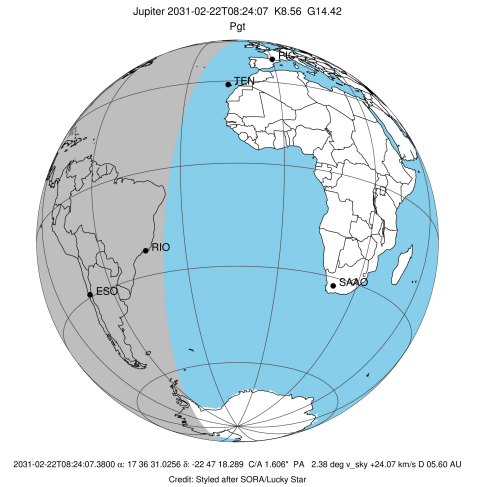 Jupiter 2031-02-22T08:24:07 K8.56 G14.42
Pgt
PIC
TEN
RIO
ESO
SAAO
2031-02-22T08:24:07.3800 α: 17 36 31.0256 δ: -22 47 18.289 C/A 1.606" PA 2.38 deg v_sky +24.07 km/s D 05.60 AU
Credit: Styled after SORA/Lucky Star